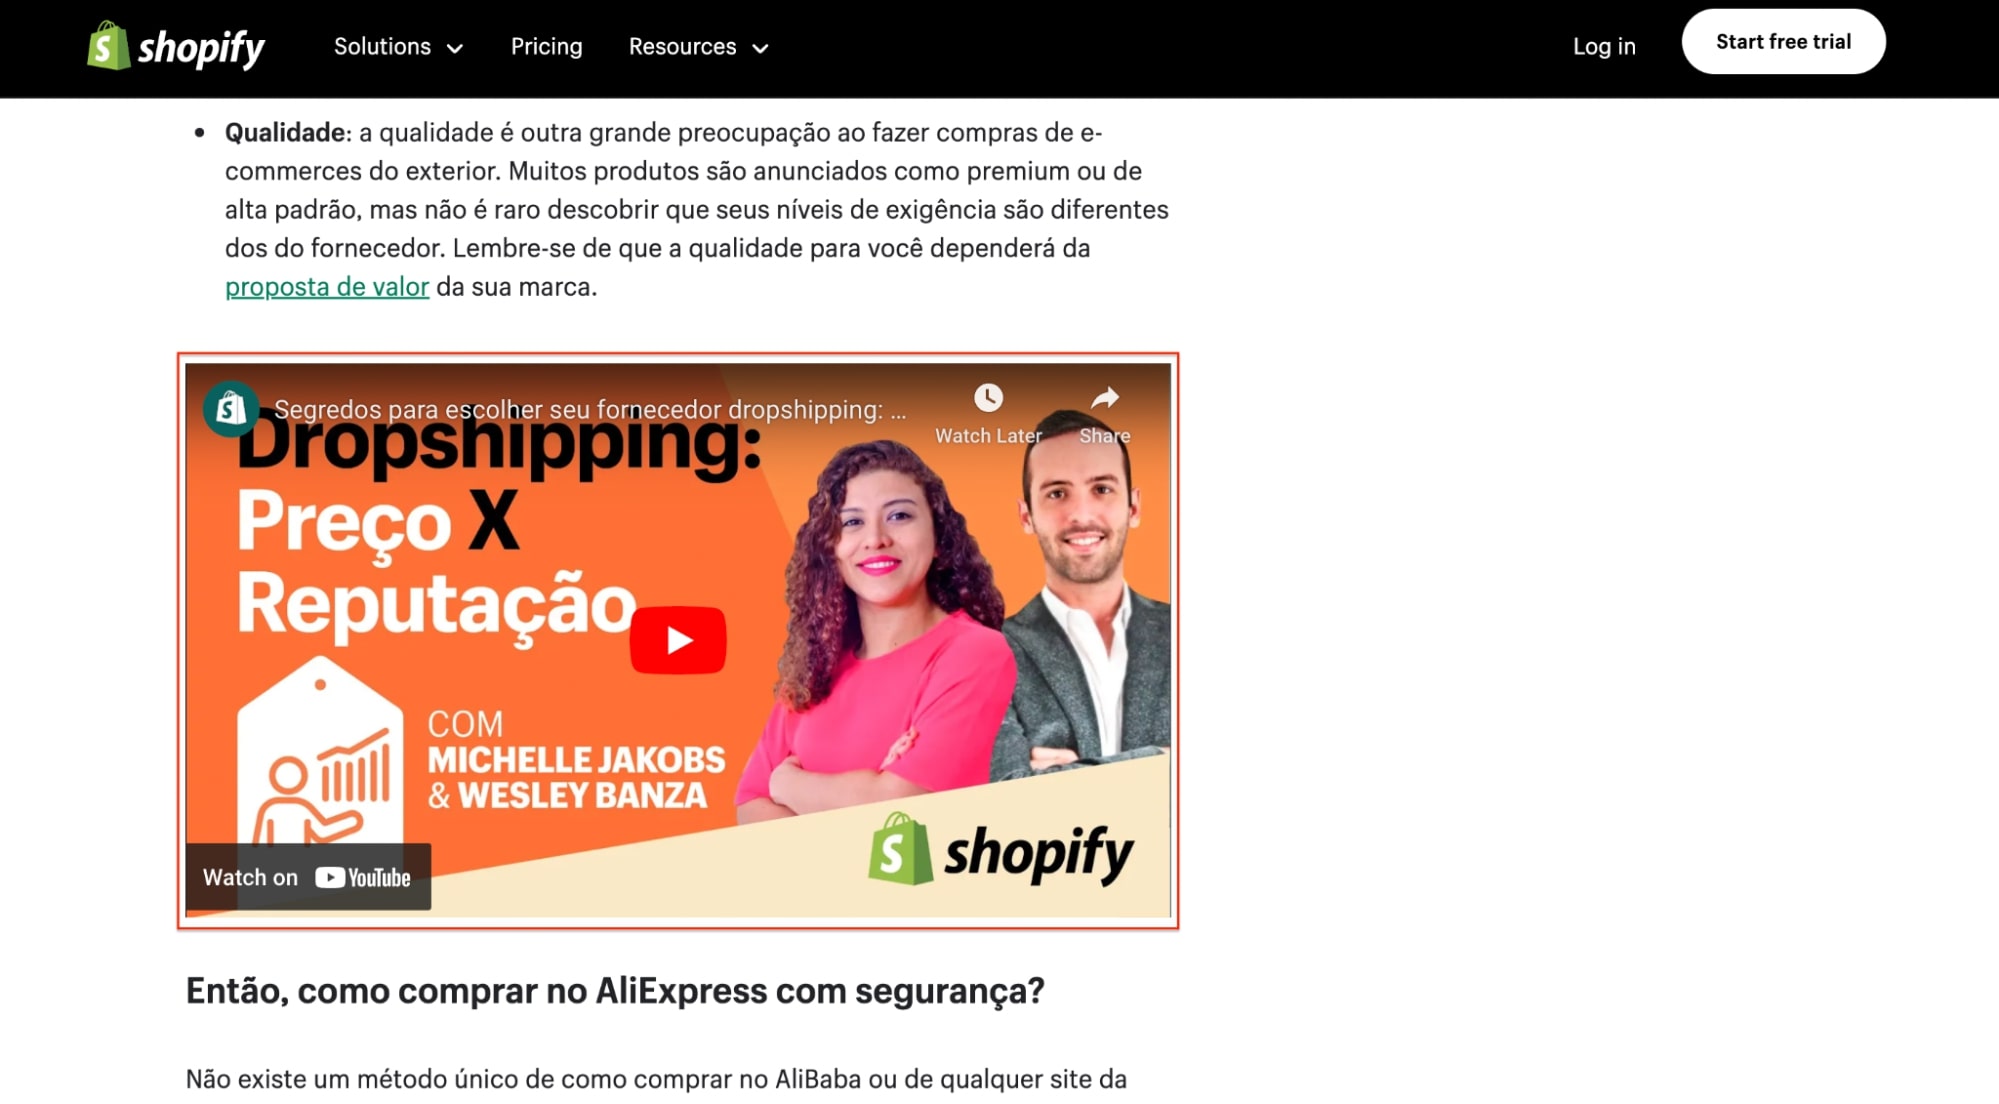 shopify
Solutions
Pricing
Resources
Log in
Start free trial
Qualidade: a qualidade é outra grande preocupação ao fazer compras de e-
commerces do exterior. Muitos produtos são anunciados como premium ou de
alta padrão, mas não é raro descobrir que seus níveis de exigência são diferentes
dos do fornecedor. Lembre-se de que a qualidade para você dependerá da
proposta de valor da sua marca.
Segredos para escolher seu fornecedor dropshipping: ...
Watch Later
Share
Dropshipping:
Preço X
Reputação
COM
MICHELLE JAKOBS
& WESLEY BANZA
Watch on YouTube
shopify
Então, como comprar no AliExpress com segurança?
Não existe um método único de como comprar no AliBaba ou de qualquer site da